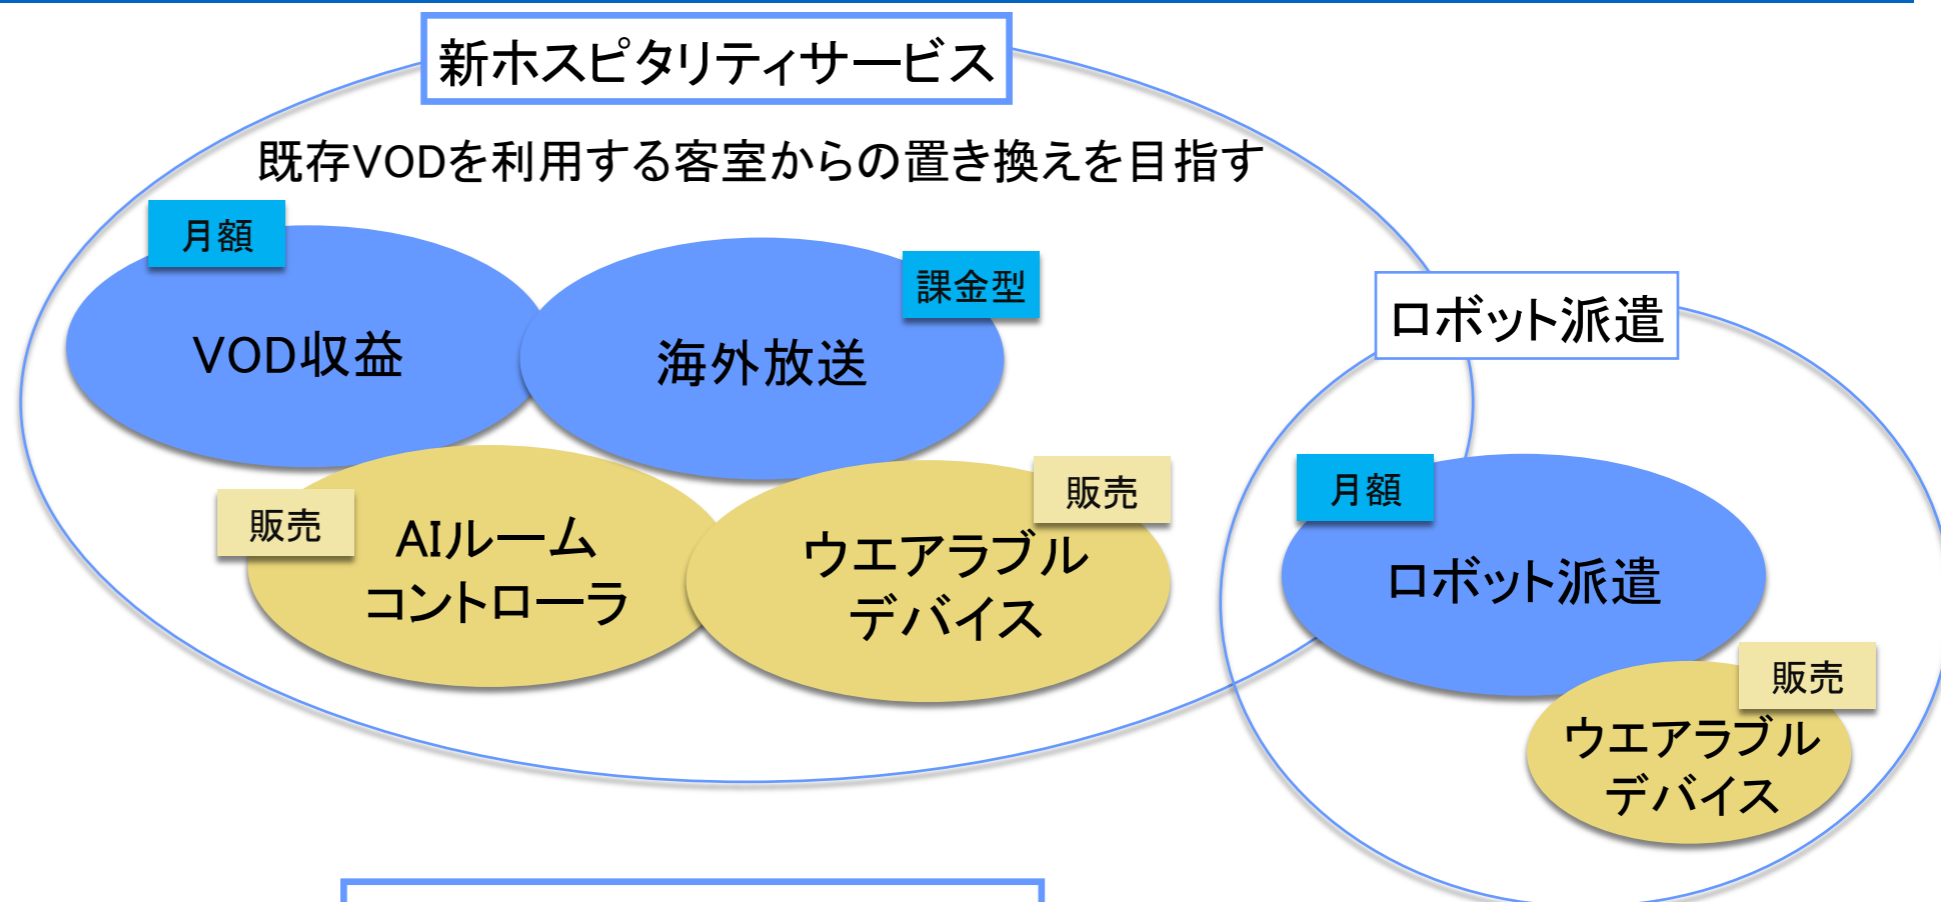 新ホスピタリティサービス
既存VODを利用する客室からの置き換えを目指す
月額
VOD収益
課金型
海外放送
販売
AIルーム
コントローラ
販売
ウエアラブル
デバイス
ロボット派遣
月額
ロボット派遣
販売
ウエアラブル
デバイス